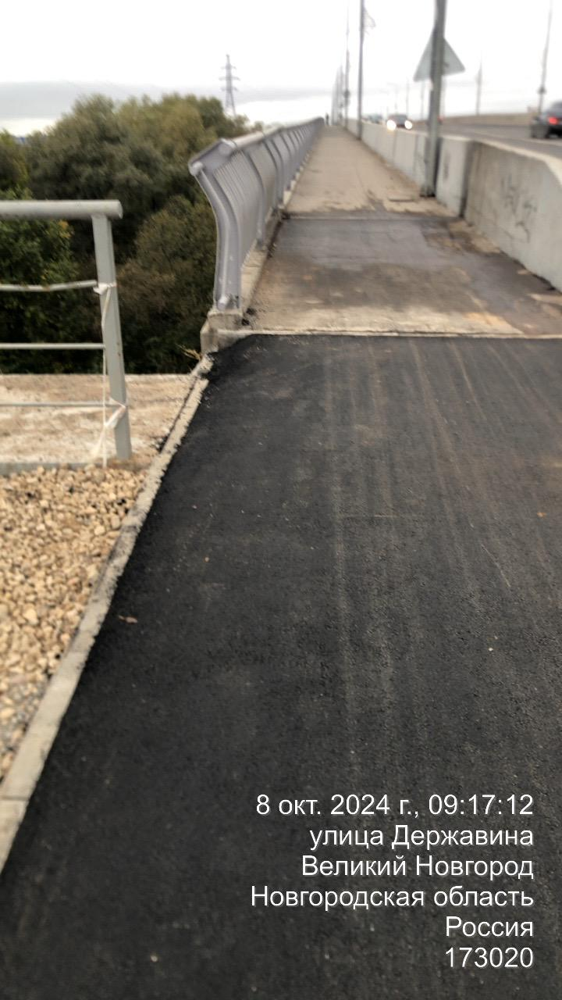 8 окт. 2024 г., 09:17:12
улица Державина
Великий Новгород
Новгородская область
Россия
173020